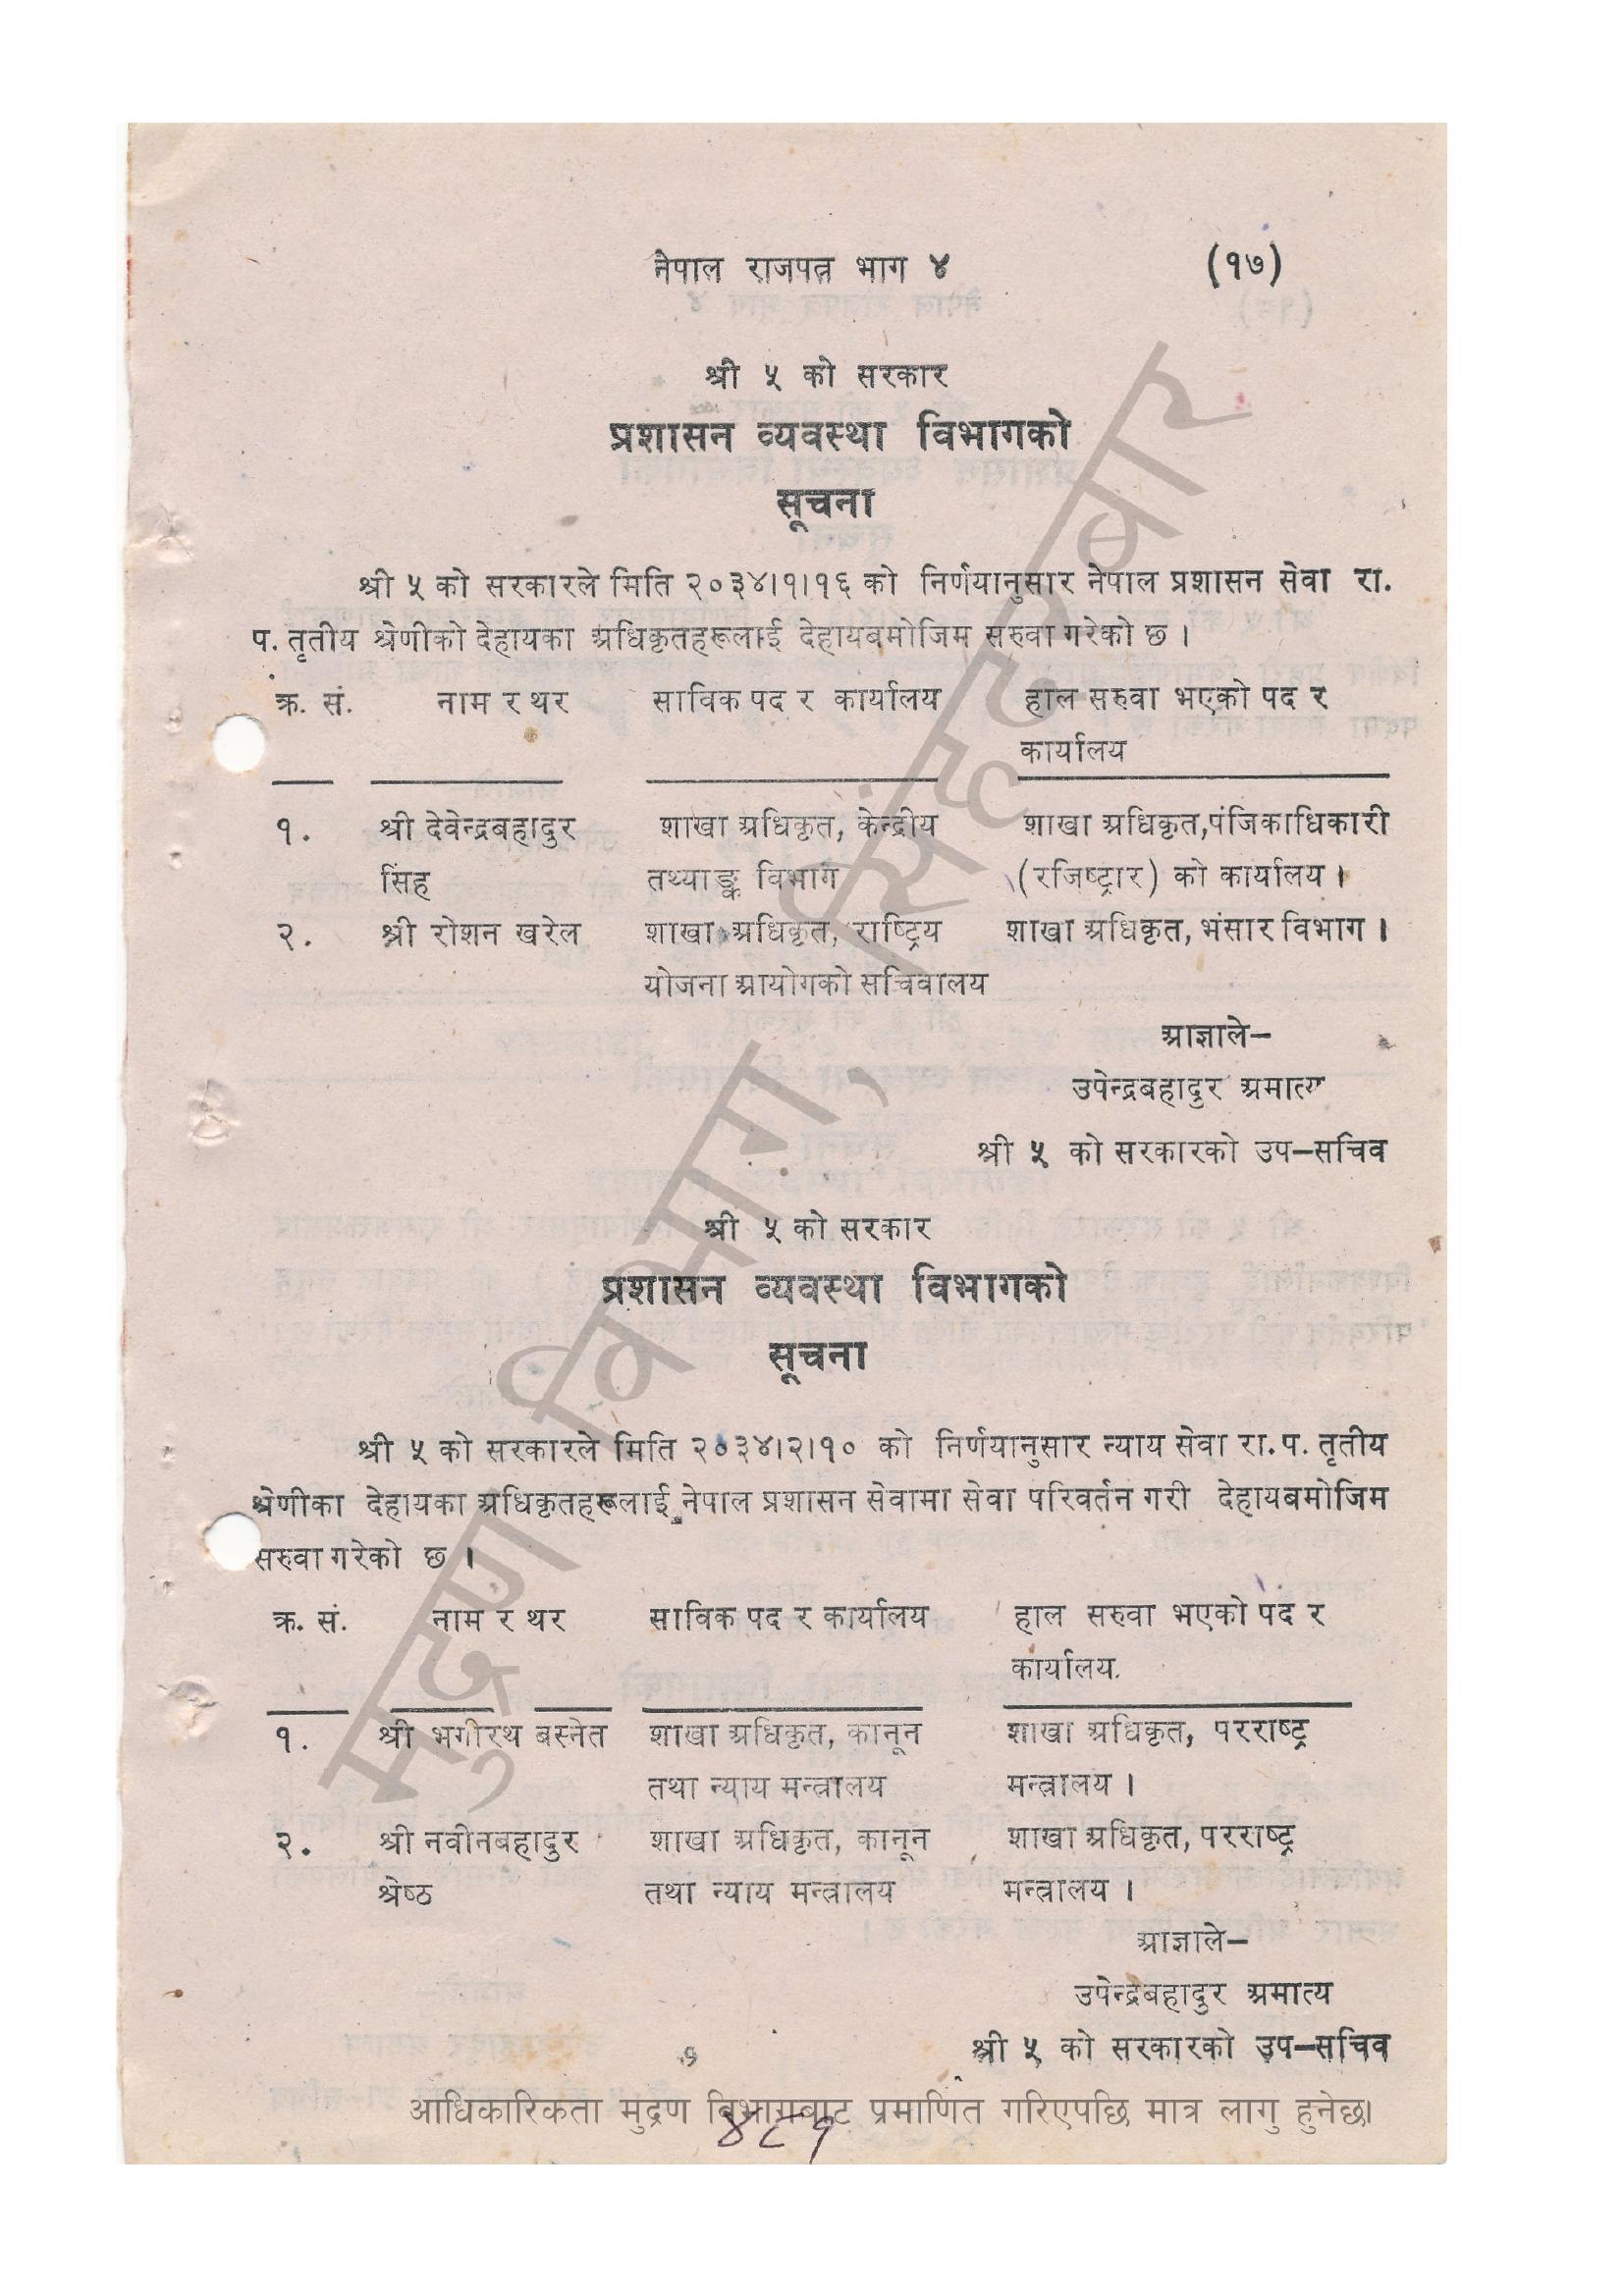 नेपाल राजपत्र भाग ४ (१७)
श्री ५ को सरकार
प्रशासन व्यवस्था विभागको
सूचना
श्री ५ को सरकारले मिति २०३४।१।१६ को निर्णयानुसार नेपाल प्रशासन सेवा रा.
प. तृतीय श्रेणीको देहायका अधिकृतहरूलाई देहायबमोजिम सरुवा गरेको छ ।
क्र. सं. नाम र थर साविक पद र कार्यालय हाल सरुवा भएको पद र
कार्यालय
१. श्री देवेन्द्रबहादुर शाखा अधिकृत, केन्द्रीय शाखा अधिकृत,पंजिकाधिकारी
सिंह तथ्याङ्क विभाग (रजिष्ट्रार) को कार्यालय ।
२. श्री रोशन खरेल शाखा अधिकृत, राष्ट्रिय शाखा अधिकृत, भंसार विभाग ।
योजना आयोगको सचिवालय
आज्ञाले–
उपेन्द्रबहादुर अमात्य
श्री ५ को सरकारको उप–सचिव
श्री ५ को सरकार
प्रशासन व्यवस्था विभागको
सूचना
श्री ५ को सरकारले मिति २०३४।२।१० को निर्णयानुसार न्याय सेवा रा. प. तृतीय
श्रेणीका देहायका अधिकृतहरूलाई नेपाल प्रशासन सेवामा सेवा परिवर्तन गरी देहायबमोजिम
सरुवा गरेको छ ।
क्र. सं. नाम र थर साविक पद र कार्यालय हाल सरुवा भएको पद र
कार्यालय
१. श्री भगीरथ बस्नेत शाखा अधिकृत, कानून शाखा अधिकृत, परराष्ट्र
तथा न्याय मन्त्रालय मन्त्रालय ।
२. श्री नवीनबहादुर शाखा अधिकृत, कानून शाखा अधिकृत, परराष्ट्र
श्रेष्ठ तथा न्याय मन्त्रालय मन्त्रालय ।
आज्ञाले–
उपेन्द्रबहादुर अमात्य
श्री ५ को सरकारको उप–सचिव
७
आधिकारिकता मुद्रण विभागबाट प्रमाणित गरिएपछि मात्र लागु हुनेछ।
४८१
मुद्रण विभाग, सिंहदरबार